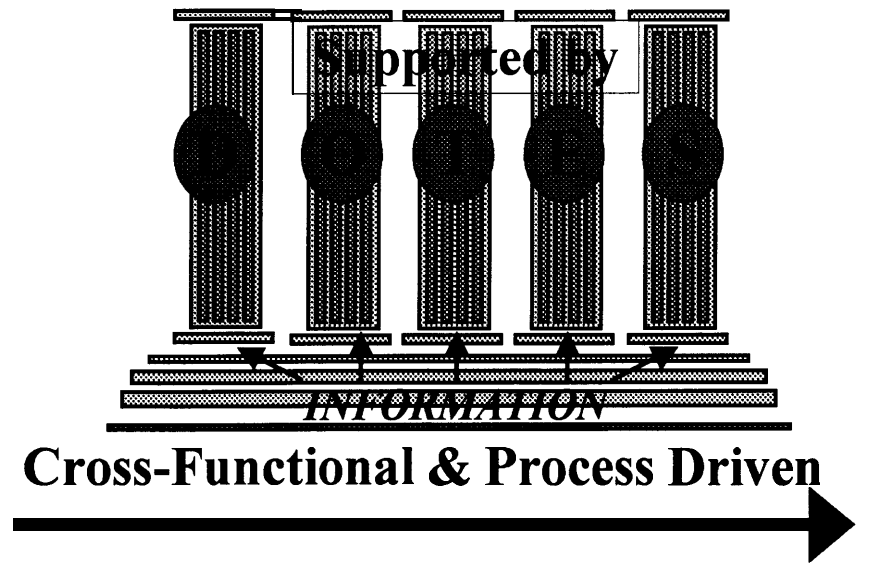 Supported by
D O S
INFORMATION
Cross-Functional & Process Driven